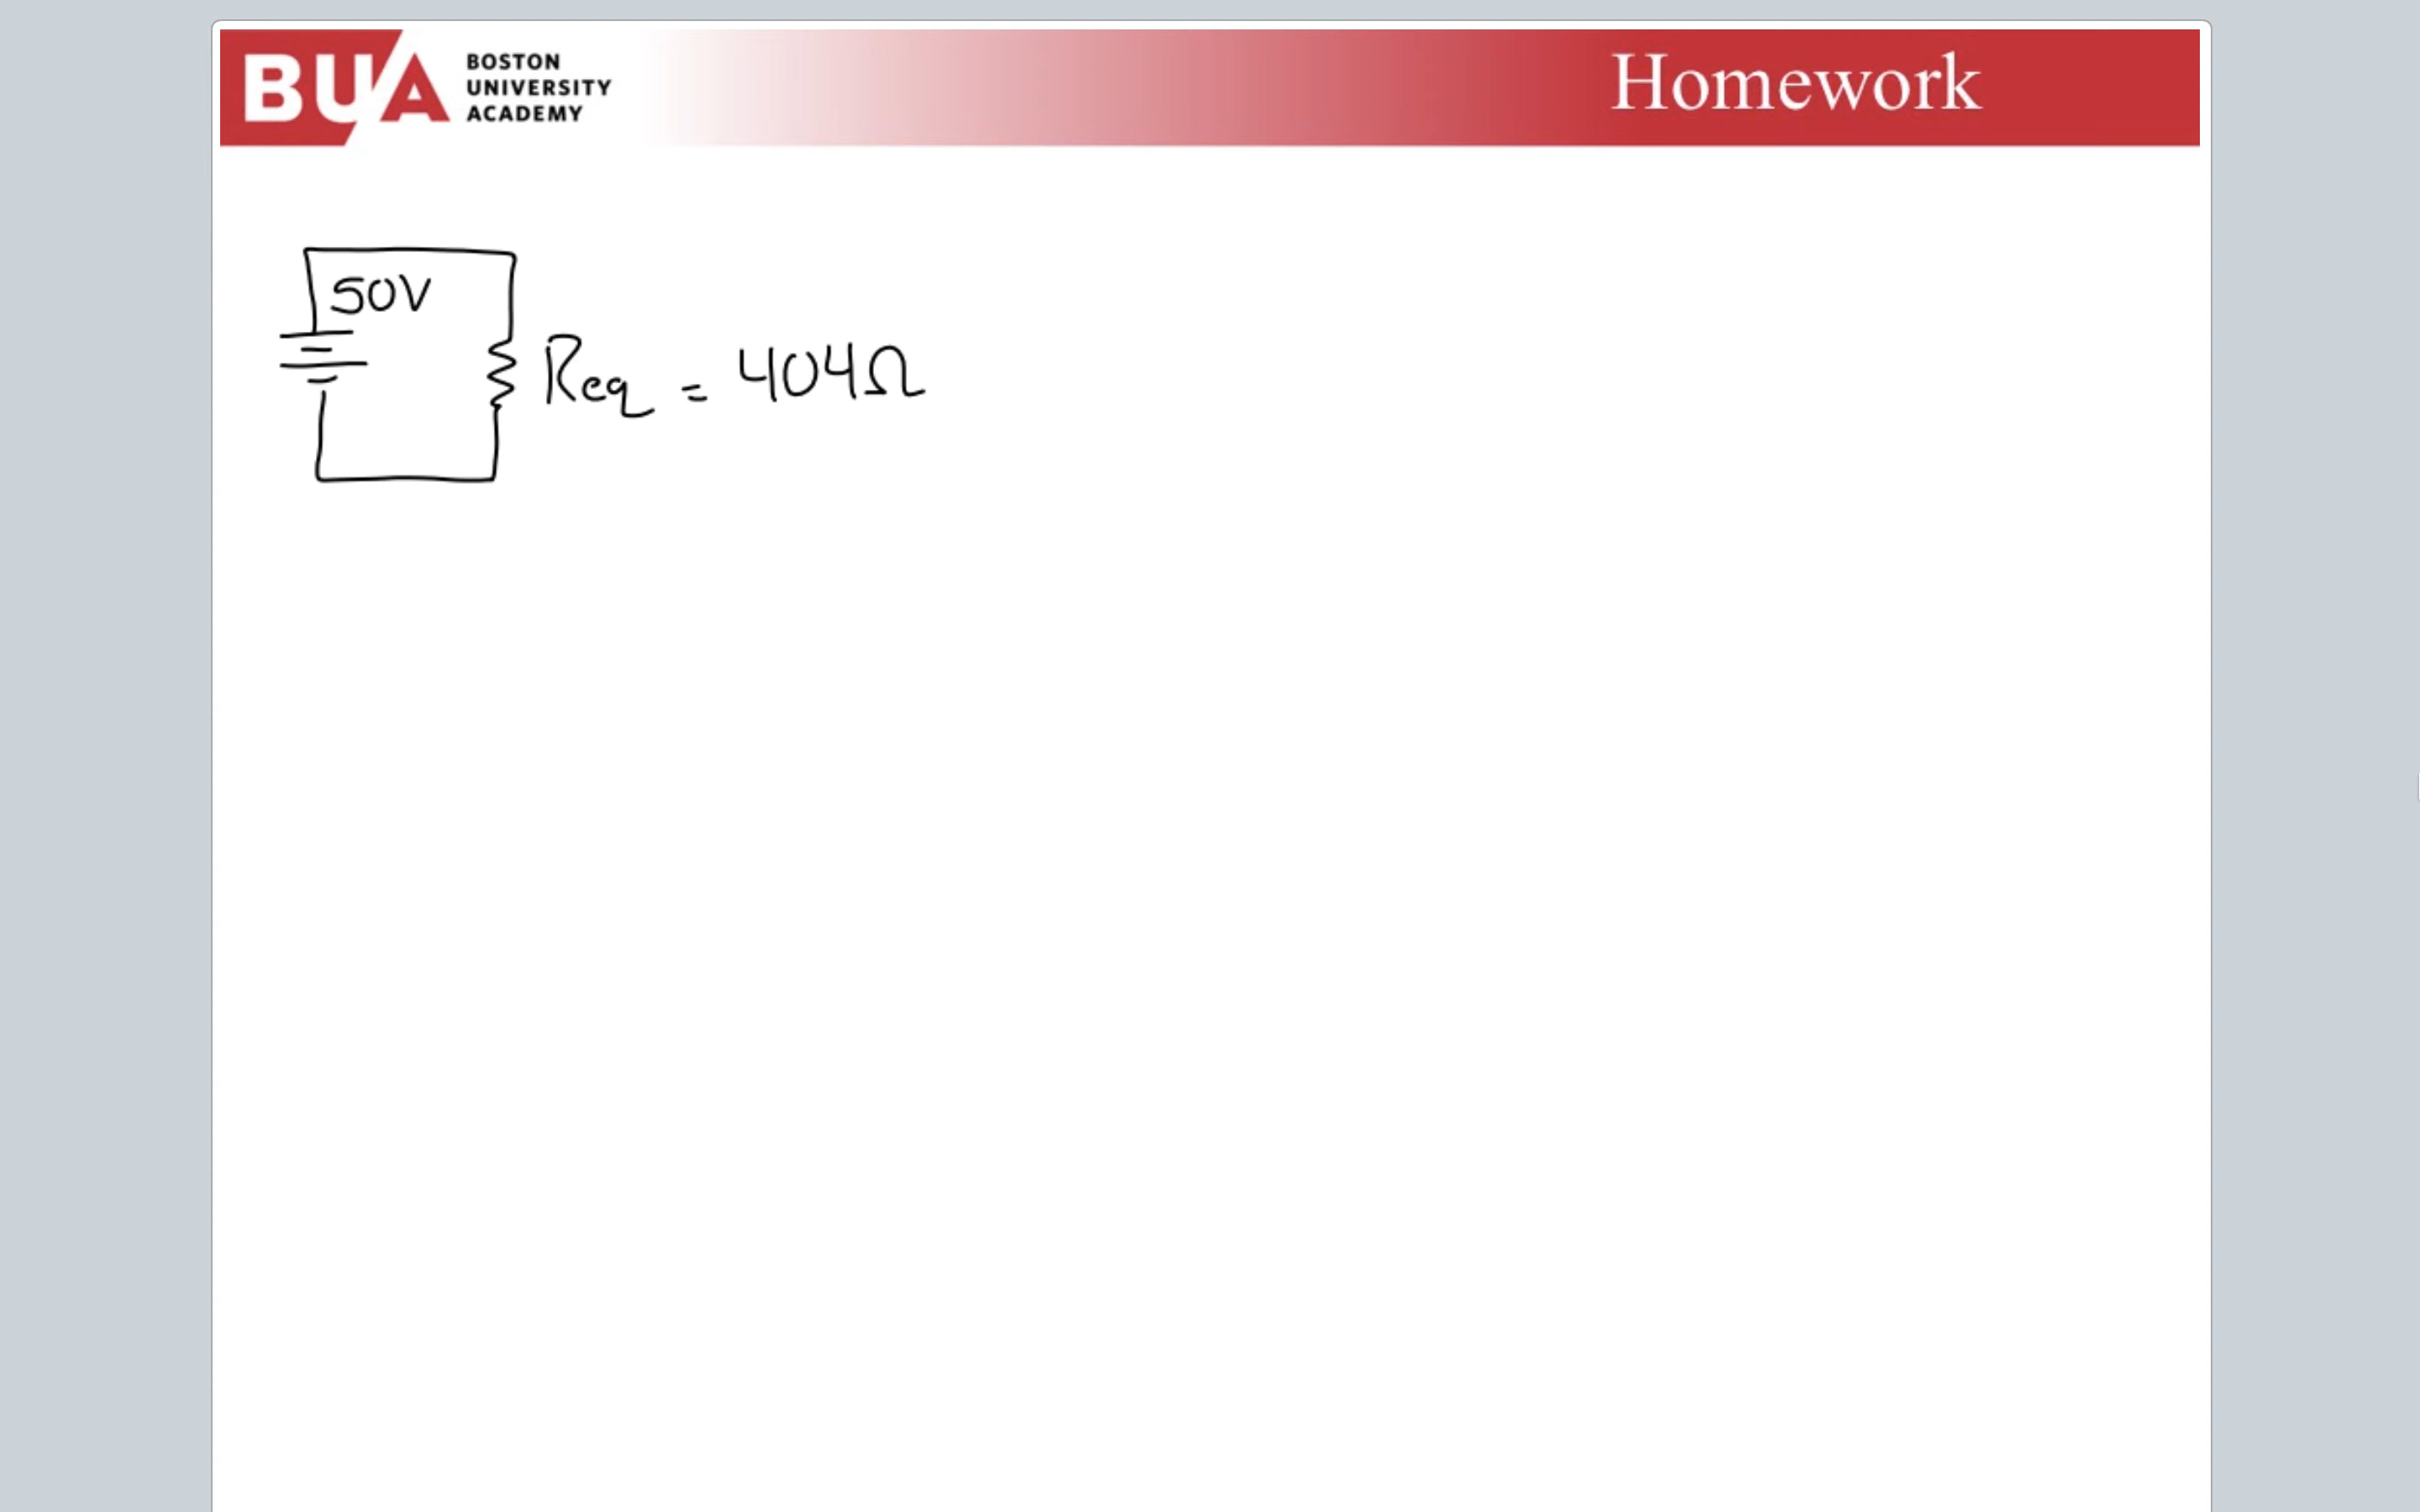 BUA
BOSTON
UNIVERSITY
ACADEMY
Homework
50V
Req = 404Ω